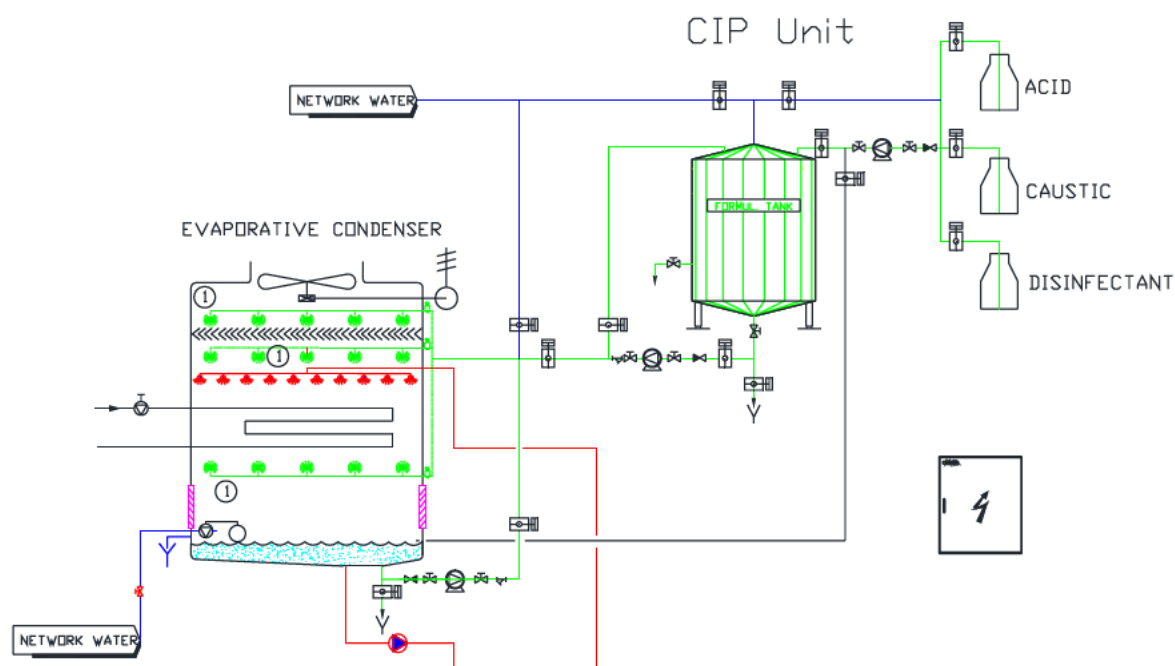 CIP Unit
NETWORK WATER
ACID
CAUSTIC
FORMUL. TANK
EVAPORATIVE CONDENSER
DISINFECTANT
1
1
1
NETWORK WATER